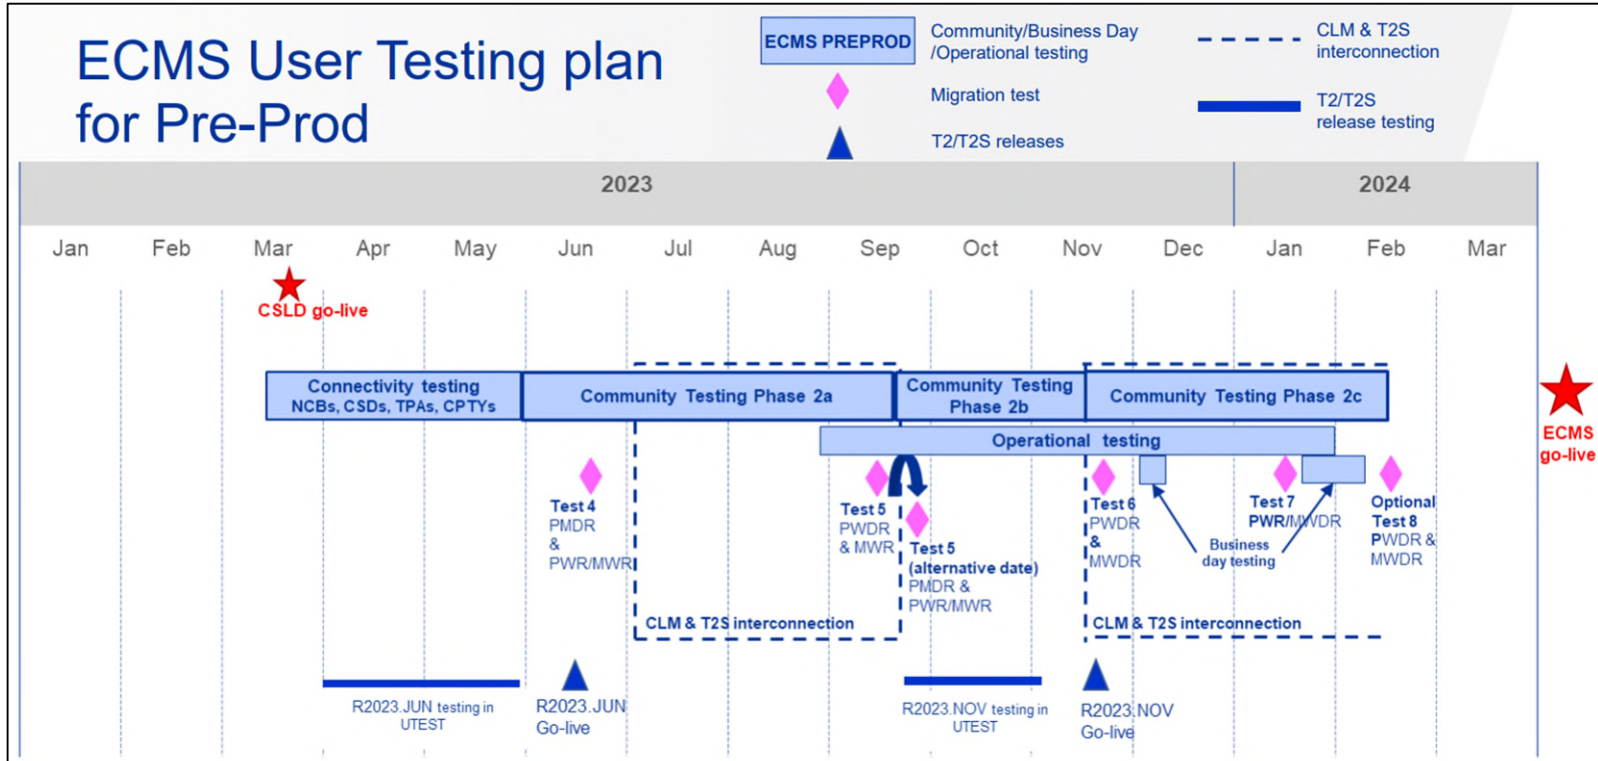 ECMS User Testing plan
for Pre-Prod
ECMS PREPROD
Community/Business Day
/Operational testing
Migration test
T2/T2S releases
CLM & T2S
interconnection
T2/T2S
release testing
2023
2024
Jan
Feb
Mar
Apr
May
Jun
Jul
Aug
Sep
Oct
Nov
Dec
Jan
Feb
Mar
CSLD go-live
Connectivity testing
NCBs, CSDs, TPAs, CPTYs
Community Testing Phase 2a
Community Testing
Phase 2b
Community Testing Phase 2c
ECMS
go-live
Operational testing
Test 4
PMDR
&
PWR/MWR
Test 5
PWDR
& MWR
Test 5
(alternative date)
PMDR &
PWR/MWR
Test 6
PWDR
&
MWDR
Business
day testing
Test 7
PWR/MWDR
Optional
Test 8
PWDR &
MWDR
CLM & T2S interconnection
CLM & T2S interconnection
R2023.JUN testing in
UTEST
R2023.JUN
Go-live
R2023.NOV testing in
UTEST
R2023.NOV
Go-live